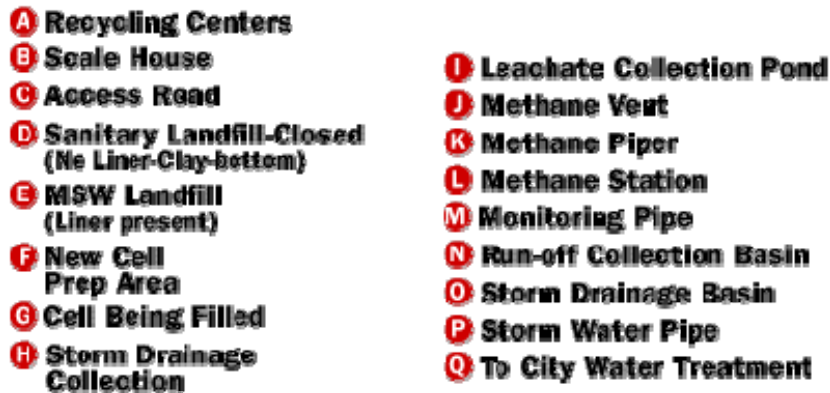 A Recycling Centers
B Scale House
C Access Road
D Sanitary Landfill-Closed
(No Liner-Clay-bottom)
E MSW Landfill
(Liner present)
F New Cell
Prep Area
G Cell Being Filled
H Storm Drainage
Collection
I Leachate Collection Pond
J Methane Vent
K Methane Piper
L Methane Station
M Monitoring Pipe
N Run-off Collection Basin
O Storm Drainage Basin
P Storm Water Pipe
Q To City Water Treatment